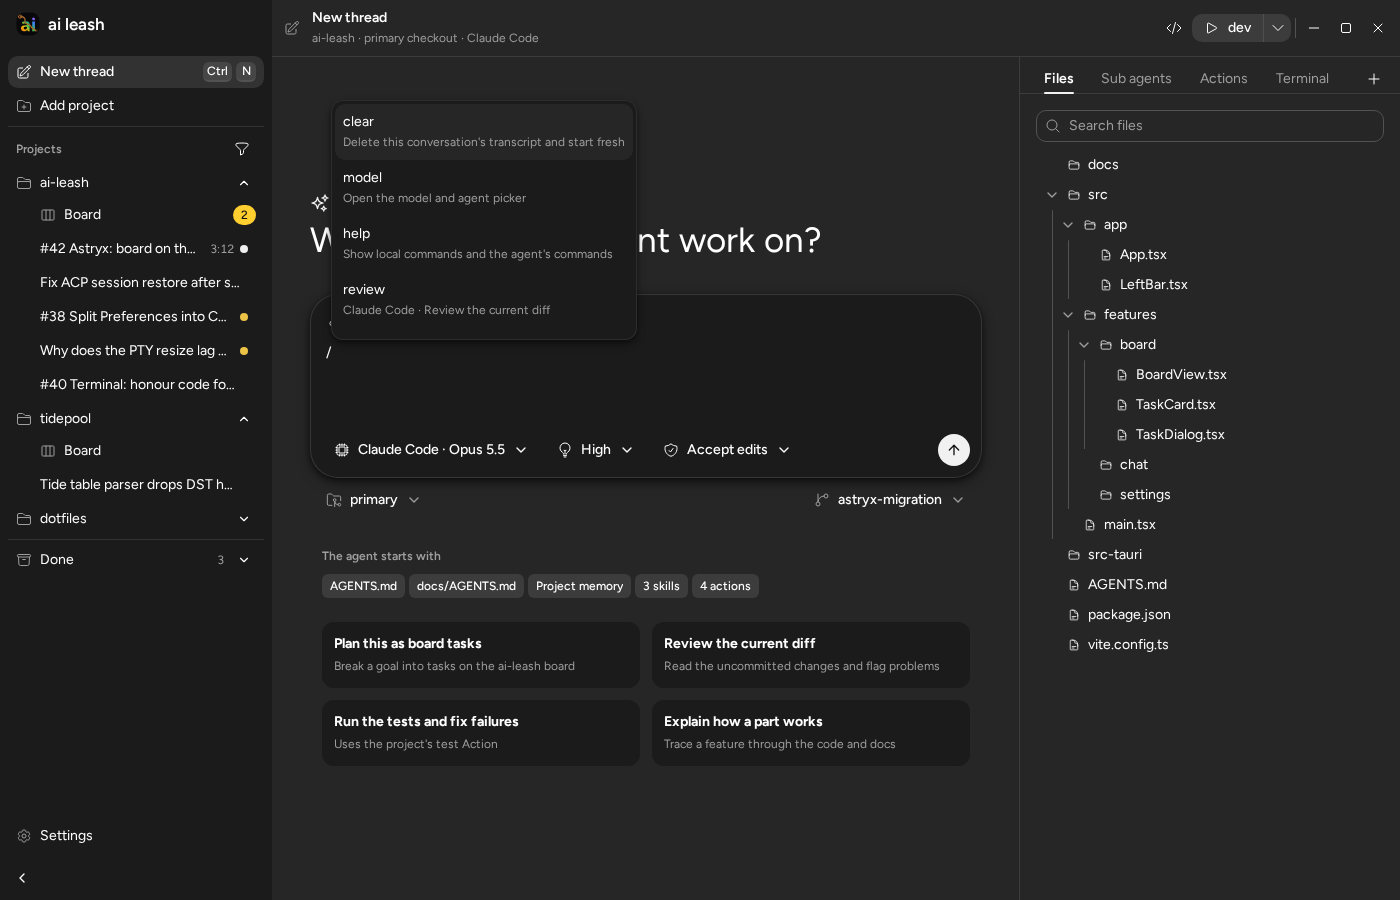 ai leash
New thread Ctrl N
Add project
Projects
ai-leash
Board 2
#42 Astryx: board on th... 3:12
Fix ACP session restore after s...
#38 Split Preferences into C...
Why does the PTY resize lag ...
#40 Terminal: honour code fo...
tidepool
Board
Tide table parser drops DST h...
dotfiles
Done 3
Settings
New thread
ai-leash · primary checkout · Claude Code
dev
clear
Delete this conversation's transcript and start fresh
model
Open the model and agent picker
help
Show local commands and the agent's commands
review
Claude Code · Review the current diff
nt work on?
/
Claude Code · Opus 5.5 High Accept edits
primary astryx-migration
The agent starts with
AGENTS.md docs/AGENTS.md Project memory 3 skills 4 actions
Plan this as board tasks
Break a goal into tasks on the ai-leash board
Review the current diff
Read the uncommitted changes and flag problems
Run the tests and fix failures
Uses the project's test Action
Explain how a part works
Trace a feature through the code and docs
Files Sub agents Actions Terminal
Search files
docs
src
app
App.tsx
LeftBar.tsx
features
board
BoardView.tsx
TaskCard.tsx
TaskDialog.tsx
chat
settings
main.tsx
src-tauri
AGENTS.md
package.json
vite.config.ts